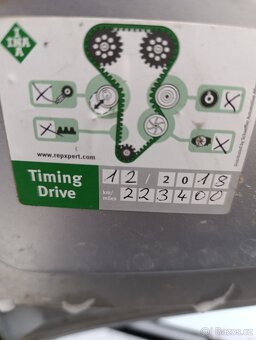 INA
www.repxpert.com
Timing Drive
12/2018
km/miles 223400
bazos.cz